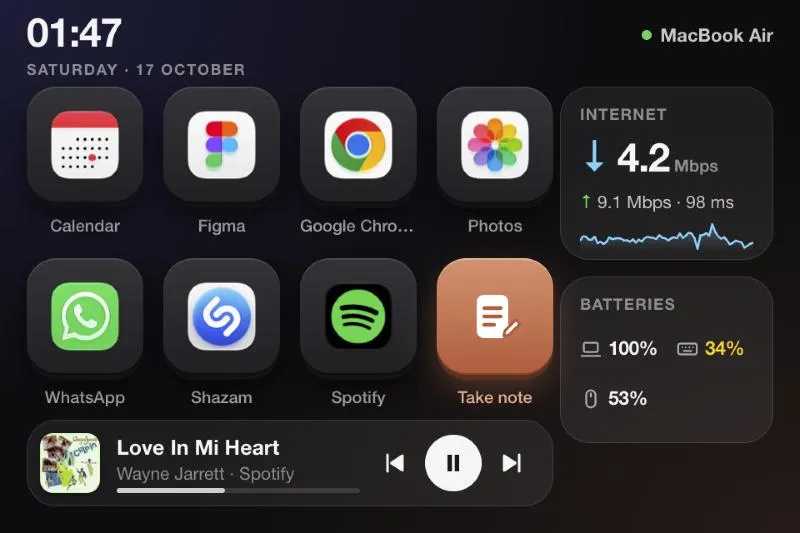 01:47
SATURDAY · 17 OCTOBER
MacBook Air
Calendar
Figma
Google Chro...
Photos
WhatsApp
Shazam
Spotify
Take note
INTERNET
↓ 4.2 Mbps
↑ 9.1 Mbps · 98 ms
BATTERIES
100% 34%
53%
Love In Mi Heart
Wayne Jarrett · Spotify